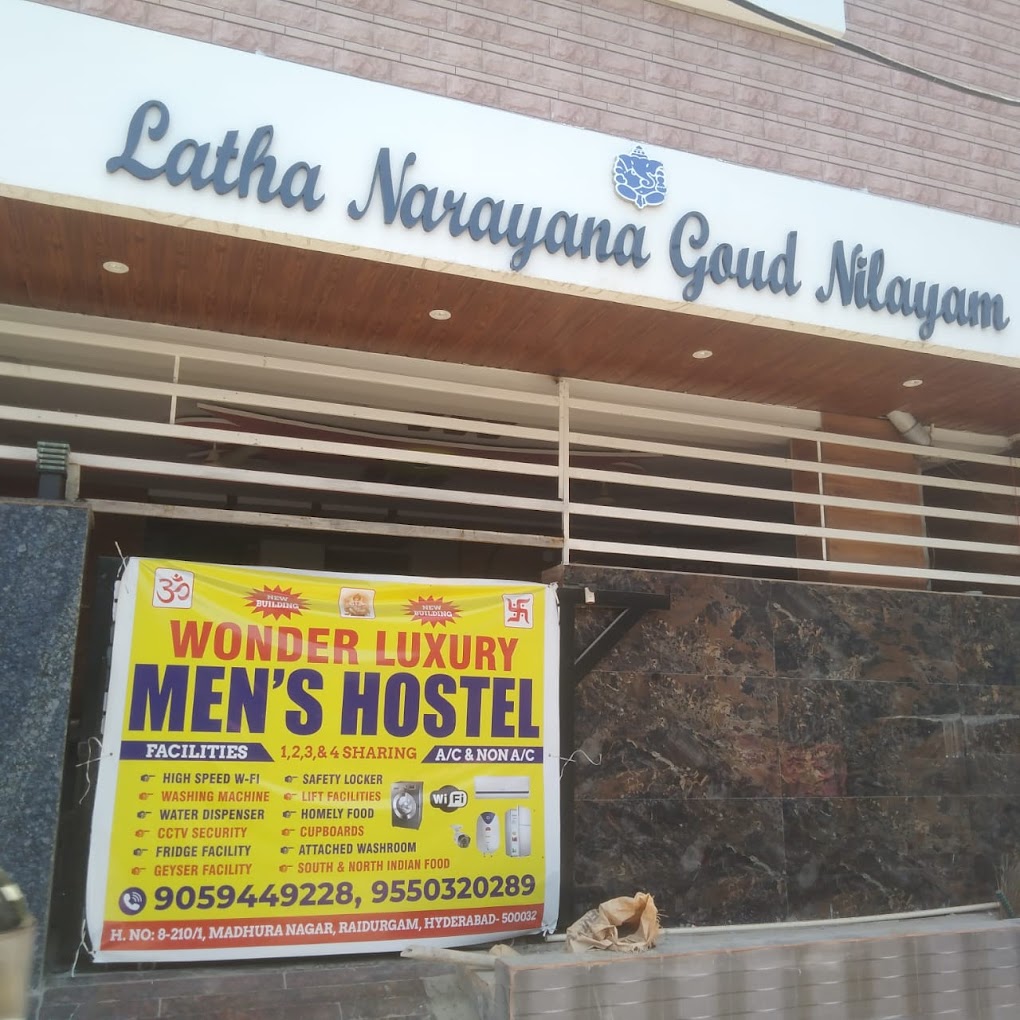 Latha Narayana Goud Nilayam
ॐ
NEW BUILDING
NEW BUILDING
WONDER LUXURY
MEN'S HOSTEL
FACILITIES 1,2,3,& 4 SHARING A/C & NON A/C
HIGH SPEED W-FI
WASHING MACHINE
WATER DISPENSER
CCTV SECURITY
FRIDGE FACILITY
GEYSER FACILITY
SAFETY LOCKER
LIFT FACILITIES
HOMELY FOOD
CUPBOARDS
ATTACHED WASHROOM
SOUTH & NORTH INDIAN FOOD
WiFi
9059449228, 9550320289
H. NO: 8-210/1, MADHURA NAGAR, RAIDURGAM, HYDERABAD- 500032